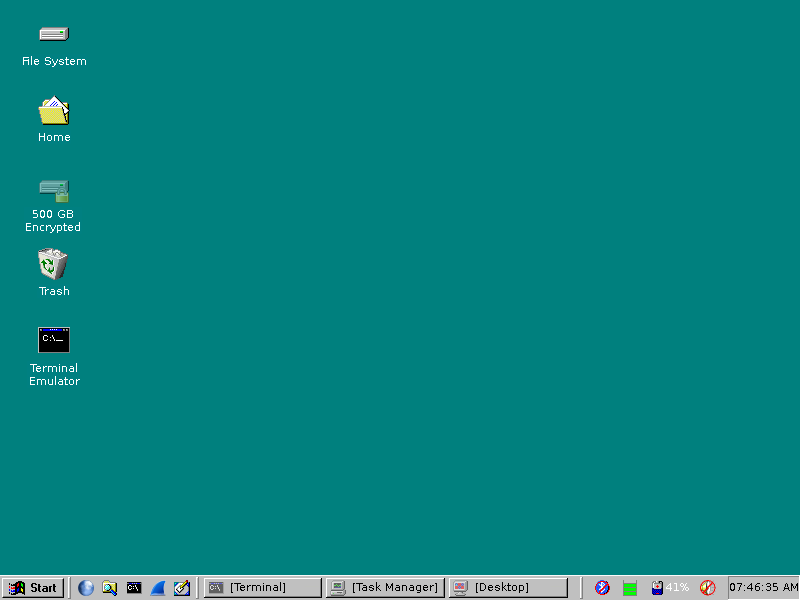 File System
Home
500 GB
Encrypted
Trash
C:\_
Terminal
Emulator
Start
C:\
C:\
[Terminal]
[Task Manager]
[Desktop]
41%
07:46:35 AM